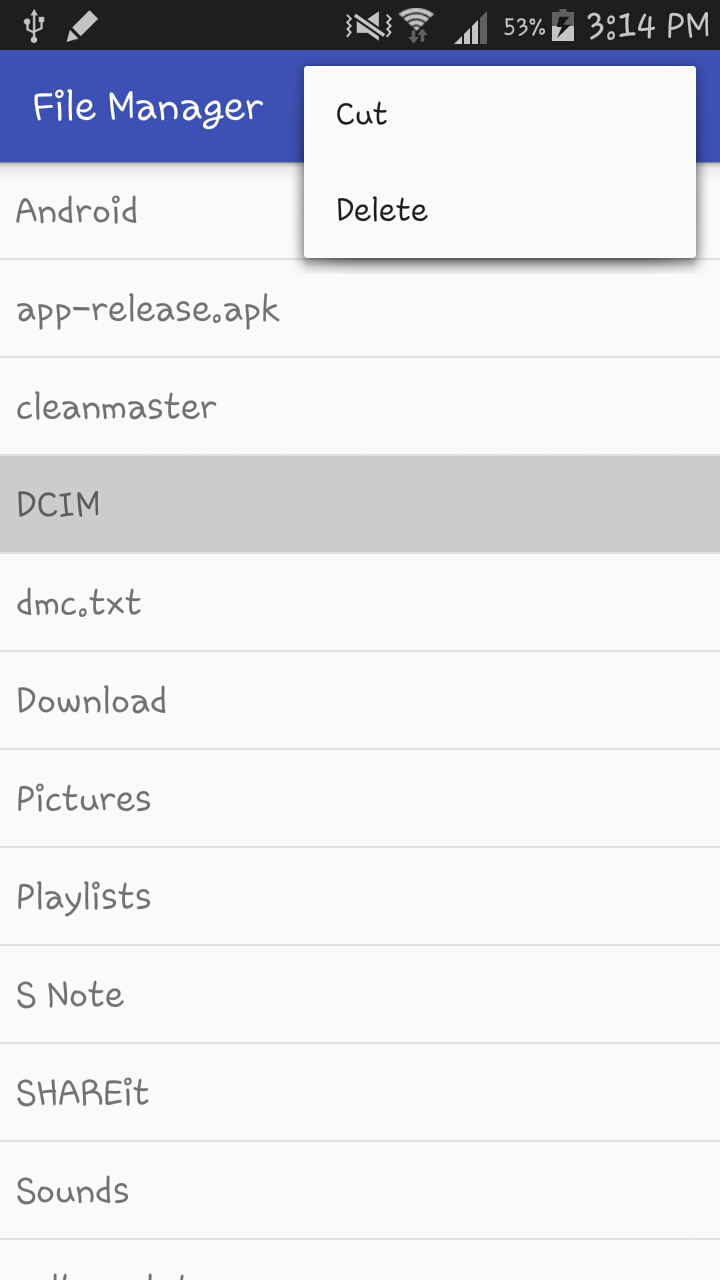 53% 3:14 PM
File Manager
Cut
Delete
Android
app-release.apk
cleanmaster
DCIM
dmc.txt
Download
Pictures
Playlists
S Note
SHAREit
Sounds